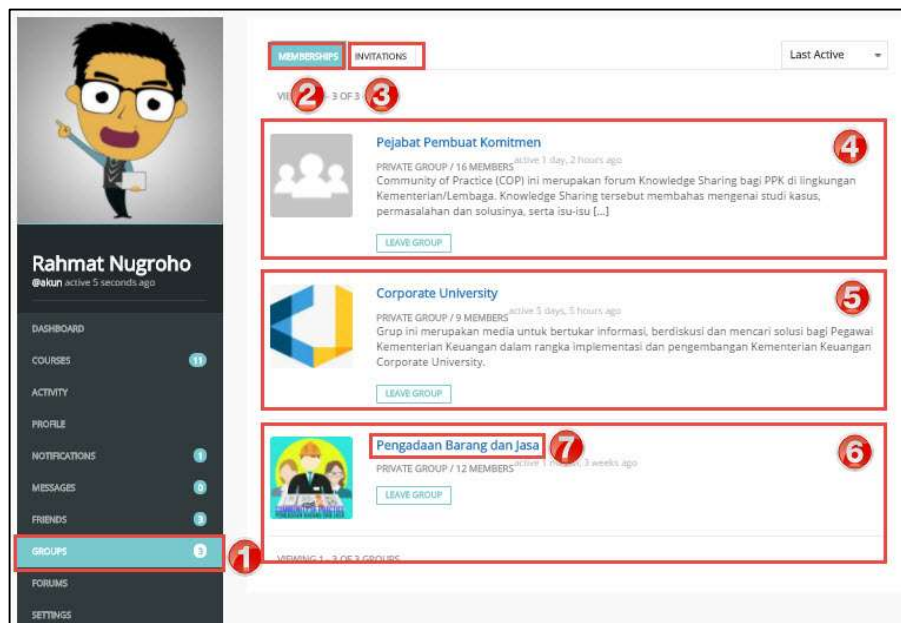 MEMBERSHIPS
INVITATIONS
Last Active
2
3
- 3 OF 3
Pejabat Pembuat Komitmen
4
PRIVATE GROUP / 16 MEMBERS active 1 day, 2 hours ago
Community of Practice (COP) ini merupakan forum Knowledge Sharing bagi PPK di lingkungan
Kementerian/Lembaga. Knowledge Sharing tersebut membahas mengenai studi kasus,
permasalahan dan solusinya, serta isu-isu [...]
LEAVE GROUP
Corporate University
5
PRIVATE GROUP / 9 MEMBERS active 5 days, 5 hours ago
Grup ini merupakan media untuk bertukar informasi, berdiskusi dan mencari solusi bagi Pegawai
Kementerian Keuangan dalam rangka implementasi dan pengembangan Kementerian Keuangan
Corporate University.
LEAVE GROUP
Pengadaan Barang dan Jasa
7
6
PRIVATE GROUP / 12 MEMBERS active 1 3 weeks ago
LEAVE GROUP
VIEWING 1 - 3 OF 3 GROUPS
Rahmat Nugroho
@akun active 5 seconds ago
DASHBOARD
COURSES 11
ACTIVITY
PROFILE
NOTIFICATIONS 1
MESSAGES 0
FRIENDS 3
GROUPS 3
1
FORUMS
SETTINGS